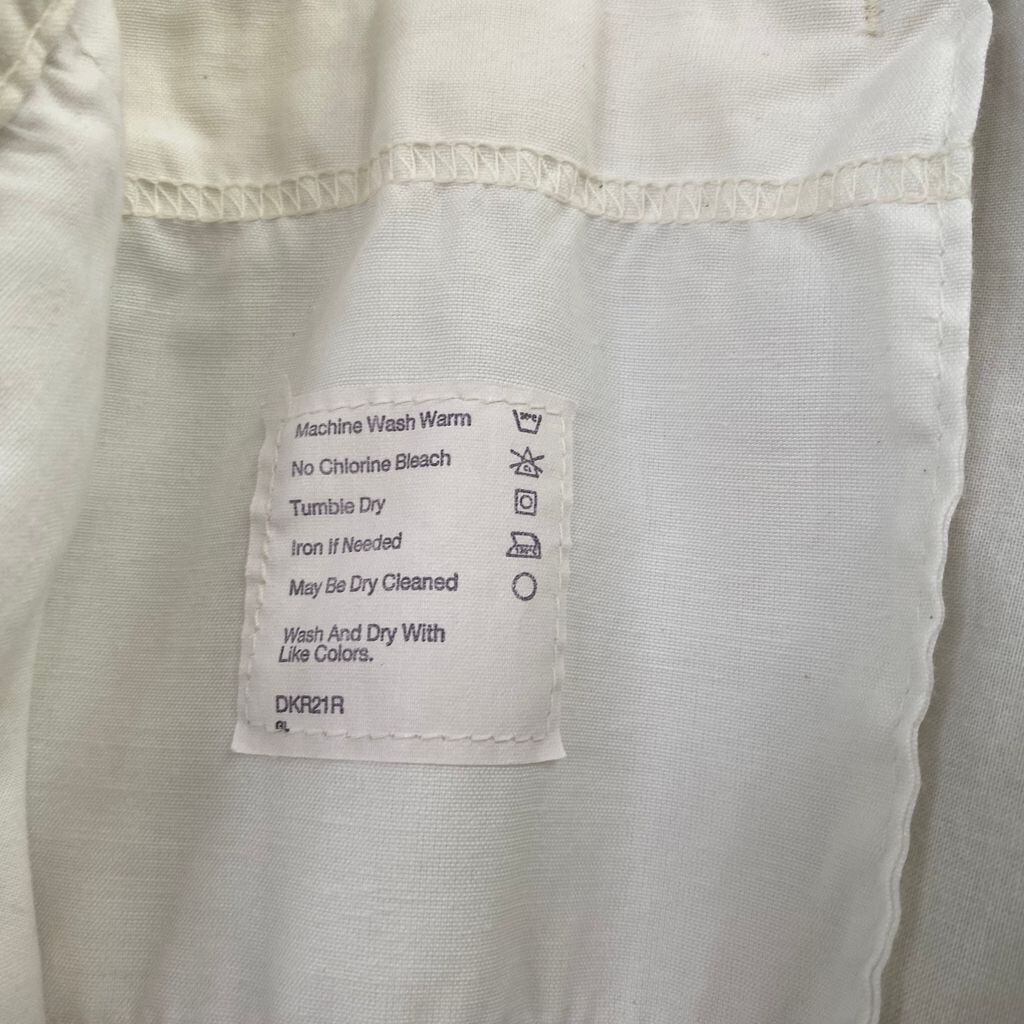 Machine Wash Warm
No Chlorine Bleach
CL
Tumble Dry
Iron If Needed
May Be Dry Cleaned
Wash And Dry With
Like Colors.
DKR21R